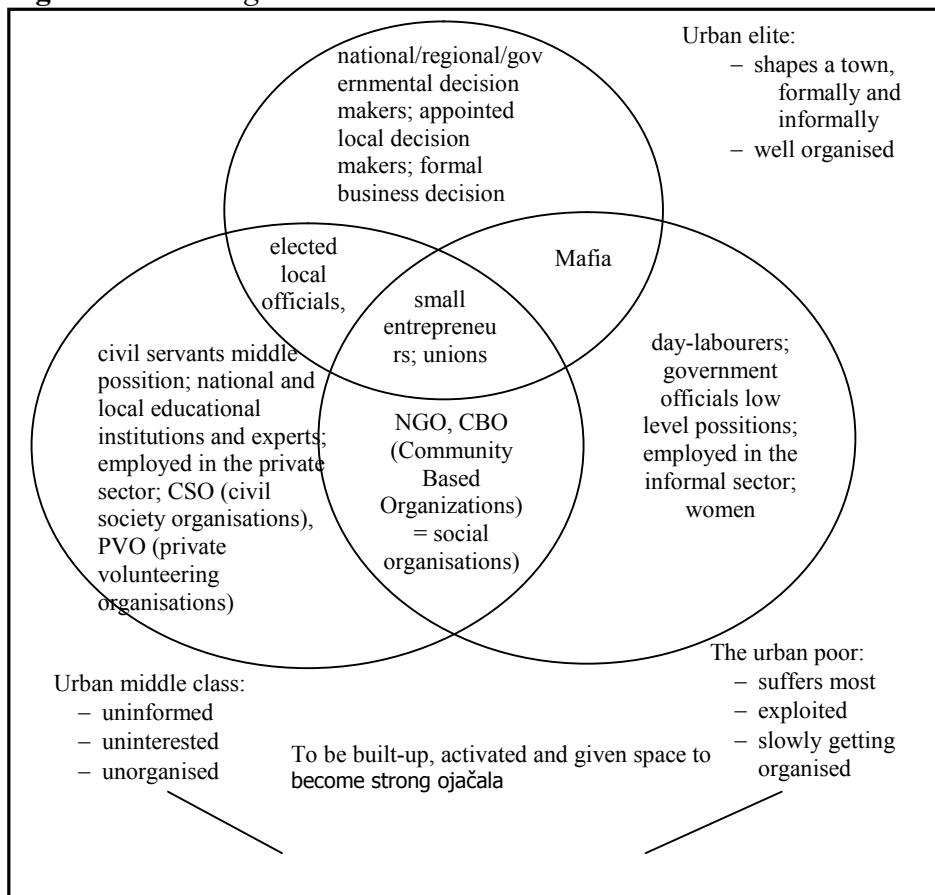 national/regional/gov
ernmental decision
makers; appointed
local decision
makers; formal
business decision
Urban elite:
– shapes a town,
formally and
informally
– well organised
elected
local
officials,
Mafia
small
entrepreneu
rs; unions
civil servants middle
possition; national and
local educational
institutions and experts;
employed in the private
sector; CSO (civil
society organisations),
PVO (private
volunteering
organisations)
NGO, CBO
(Community
Based
Organizations)
= social
organisations)
day-labourers;
government
officials low
level possitions;
employed in the
informal sector;
women
Urban middle class:
– uninformed
– uninterested
– unorganised
The urban poor:
– suffers most
– exploited
– slowly getting
organised
To be built-up, activated and given space to
become strong ojačala